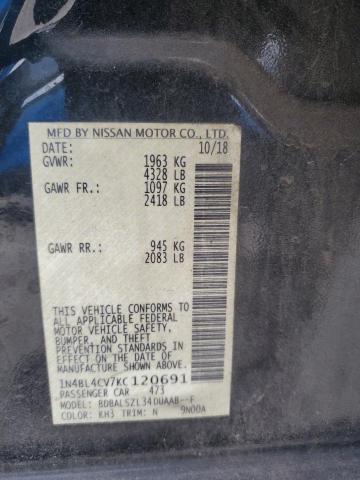 MFD BY NISSAN MOTOR CO., LTD.
DATE: 10/18
GVWR: 1963 KG
4328 LB
GAWR FR.: 1097 KG
2418 LB
GAWR RR.: 945 KG
2083 LB
THIS VEHICLE CONFORMS TO
ALL APPLICABLE FEDERAL
MOTOR VEHICLE SAFETY,
BUMPER, AND THEFT
PREVENTION STANDARDS
IN EFFECT ON THE DATE OF
MANUFACTURE SHOWN ABOVE.
1N4BL4CV7KC120691
PASSENGER CAR 473
MODEL: BDBALSZL34DUAAB--F
COLOR: KH3 TRIM: N 9N00A